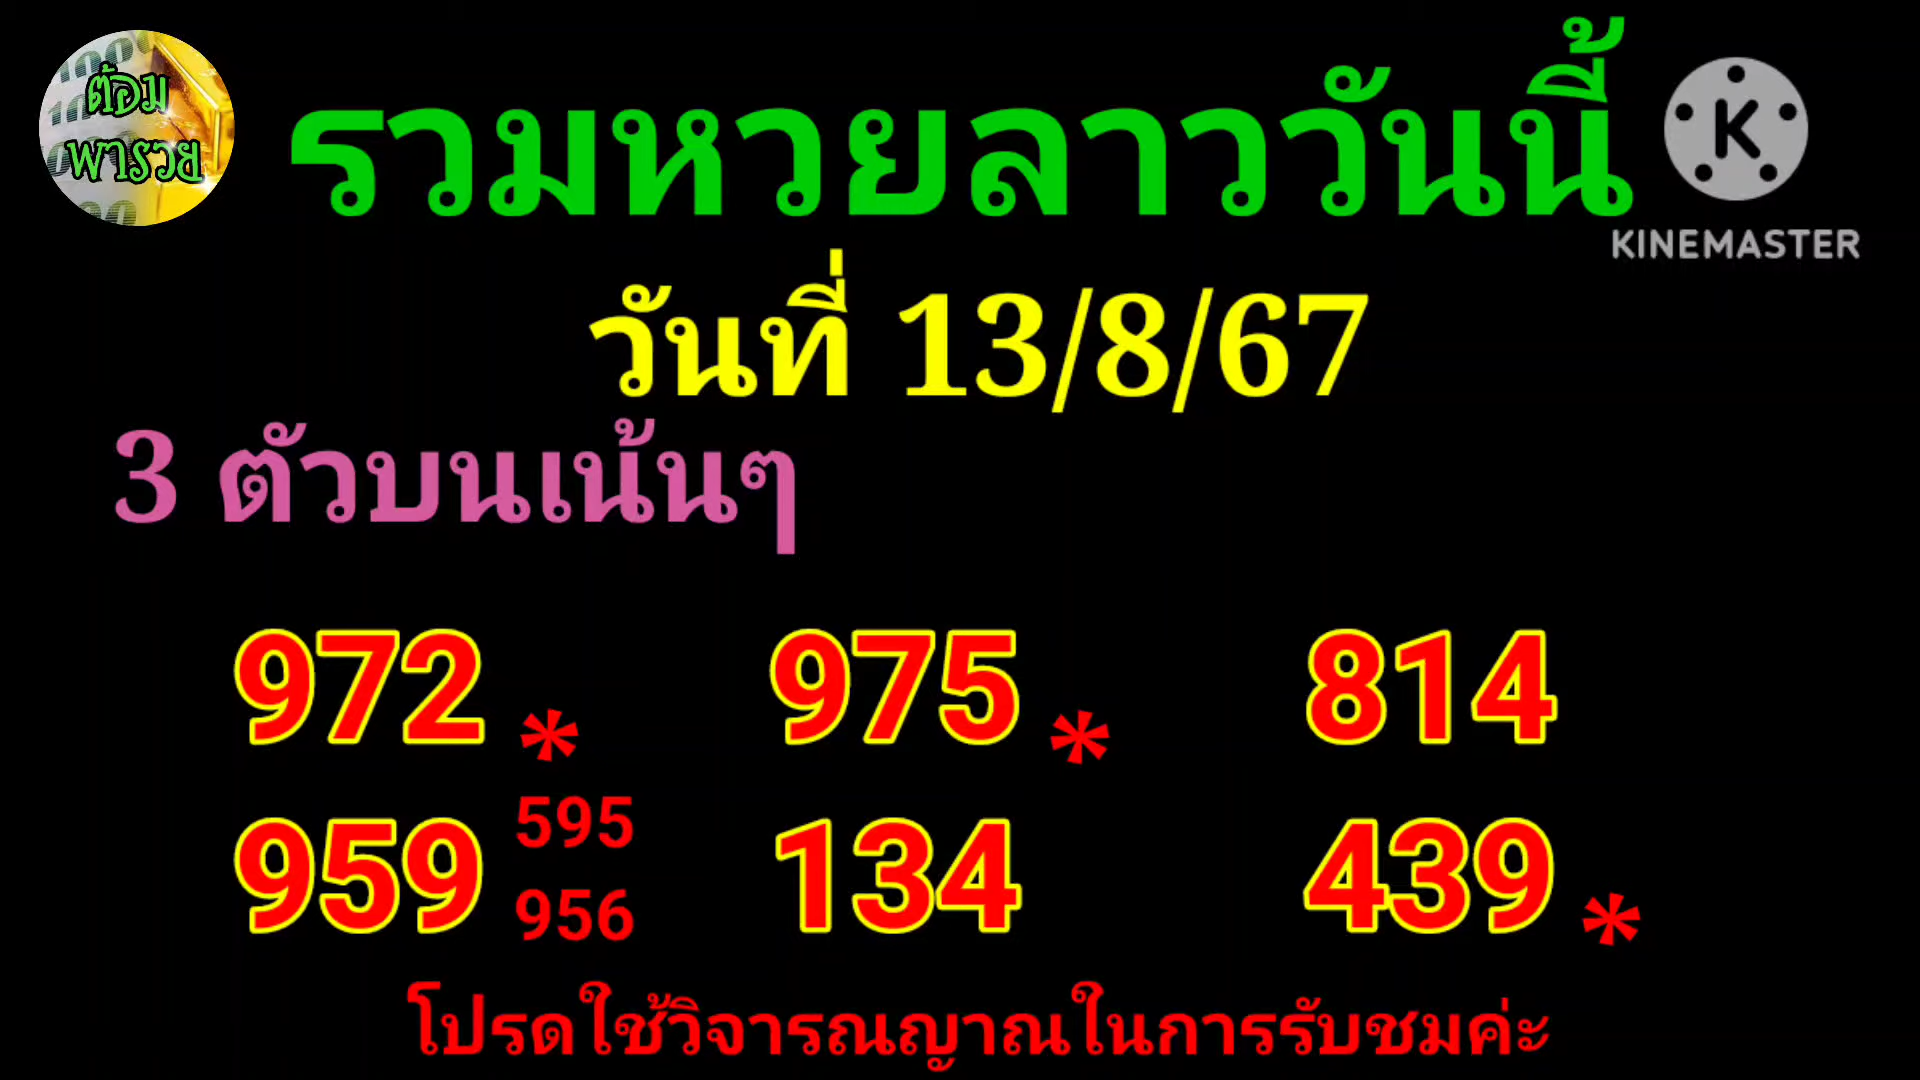 ต้อม
พารวย
รวมหวยลาววันนี้
KINEMASTER
วันที่ 13/8/67
3 ตัวบนเน้นๆ
972 * 975 * 814
959 595 134 439 *
956
โปรดใช้วิจารณญาณในการรับชมค่ะ